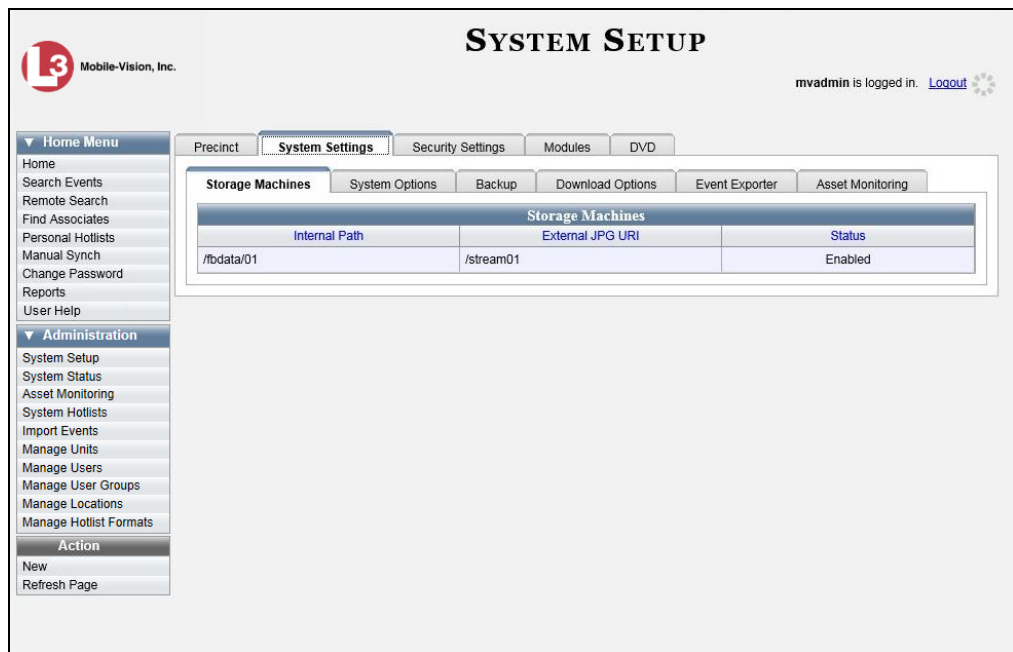 SYSTEM SETUP
L3 Mobile-Vision, Inc.
mvadmin is logged in. Logout
▼ Home Menu
Home
Search Events
Remote Search
Find Associates
Personal Hotlists
Manual Synch
Change Password
Reports
User Help
▼ Administration
System Setup
System Status
Asset Monitoring
System Hotlists
Import Events
Manage Units
Manage Users
Manage User Groups
Manage Locations
Manage Hotlist Formats
Action
New
Refresh Page
Precinct System Settings Security Settings Modules DVD
Storage Machines System Options Backup Download Options Event Exporter Asset Monitoring
Storage Machines
Internal Path External JPG URI Status
/fbdata/01 /stream01 Enabled